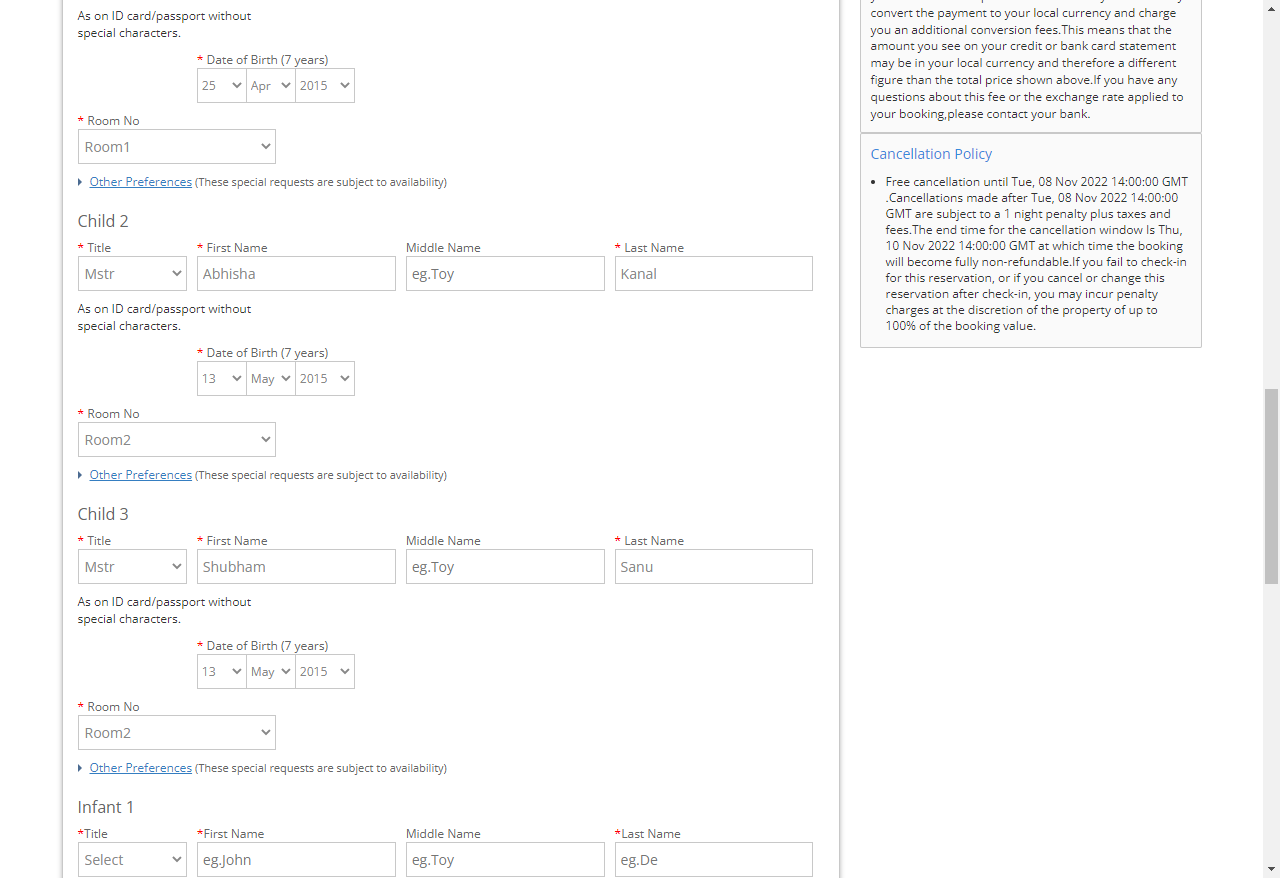 As on ID card/passport without
special characters.
* Date of Birth (7 years)
25 Apr 2015
* Room No
Room1
Other Preferences (These special requests are subject to availability)
Child 2
* Title * First Name Middle Name * Last Name
Mstr Abhisha eg.Toy Kanal
As on ID card/passport without
special characters.
* Date of Birth (7 years)
13 May 2015
* Room No
Room2
Other Preferences (These special requests are subject to availability)
Child 3
* Title * First Name Middle Name * Last Name
Mstr Shubham eg.Toy Sanu
As on ID card/passport without
special characters.
* Date of Birth (7 years)
13 May 2015
* Room No
Room2
Other Preferences (These special requests are subject to availability)
Infant 1
*Title *First Name Middle Name *Last Name
Select eg.John eg.Toy eg.De
convert the payment to your local currency and charge
you an additional conversion fees.This means that the
amount you see on your credit or bank card statement
may be in your local currency and therefore a different
figure than the total price shown above.If you have any
questions about this fee or the exchange rate applied to
your booking,please contact your bank.
Cancellation Policy
• Free cancellation until Tue, 08 Nov 2022 14:00:00 GMT
.Cancellations made after Tue, 08 Nov 2022 14:00:00
GMT are subject to a 1 night penalty plus taxes and
fees.The end time for the cancellation window Is Thu,
10 Nov 2022 14:00:00 GMT at which time the booking
will become fully non-refundable.If you fail to check-in
for this reservation, or if you cancel or change this
reservation after check-in, you may incur penalty
charges at the discretion of the property of up to
100% of the booking value.